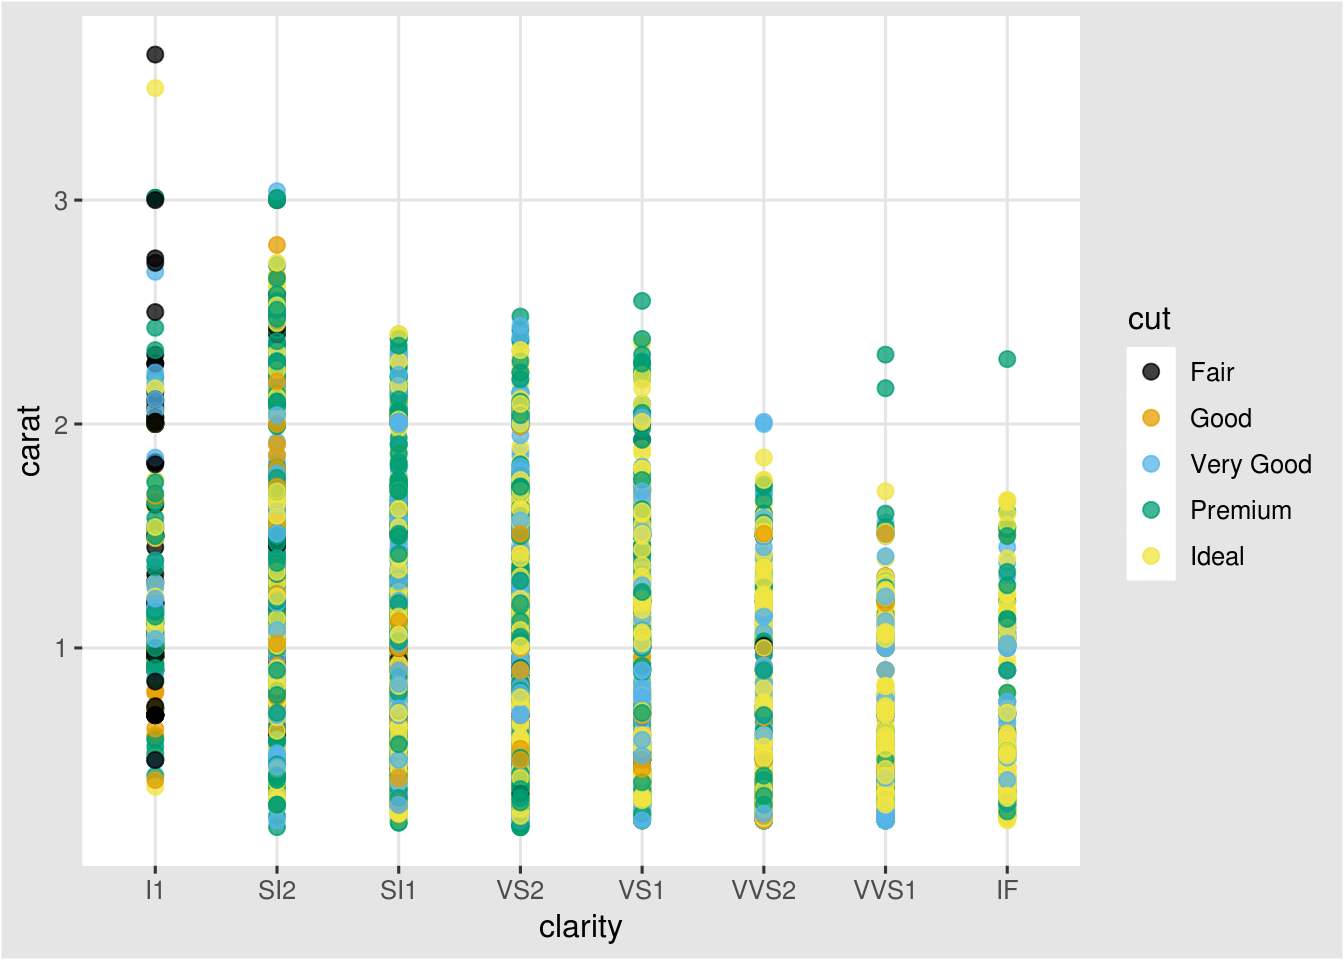 3
2
1
carat
I1 SI2 SI1 VS2 VS1 VVS2 VVS1 IF
clarity
cut
Fair
Good
Very Good
Premium
Ideal